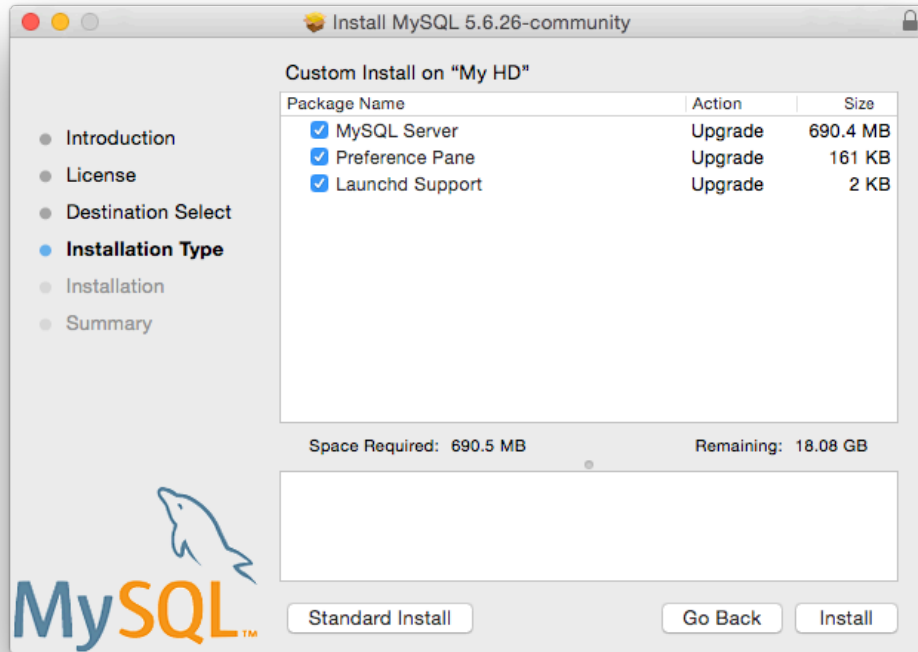 Install MySQL 5.6.26-community
Custom Install on “My HD”
Package Name Action Size
MySQL Server Upgrade 690.4 MB
Preference Pane Upgrade 161 KB
Launchd Support Upgrade 2 KB
Introduction
License
Destination Select
Installation Type
Installation
Summary
Space Required: 690.5 MB Remaining: 18.08 GB
MySQL™
Standard Install Go Back Install